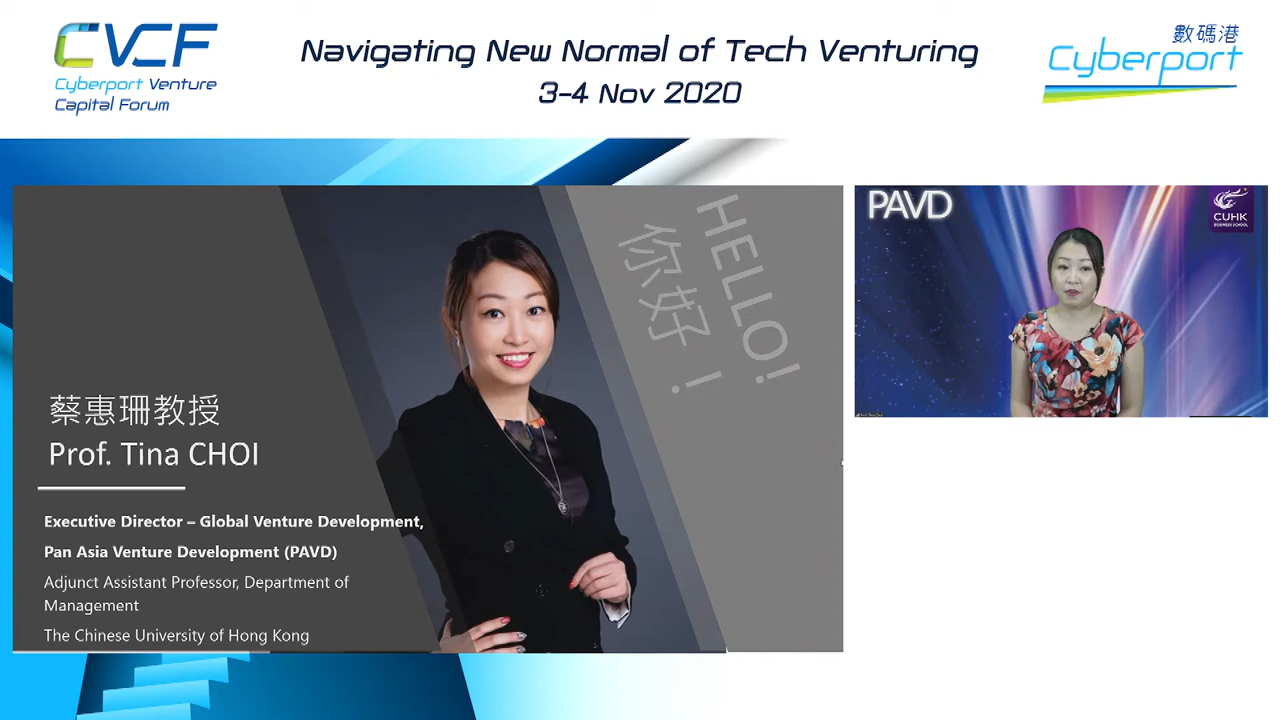 CVCF
Cyberport Venture
Capital Forum
Navigating New Normal of Tech Venturing
3-4 Nov 2020
數碼港
Cyberport
HELLO!
你好！
蔡惠珊教授
Prof. Tina CHOI
Executive Director – Global Venture Development,
Pan Asia Venture Development (PAVD)
Adjunct Assistant Professor, Department of
Management
The Chinese University of Hong Kong
PAVD
CUHK
BUSINESS SCHOOL